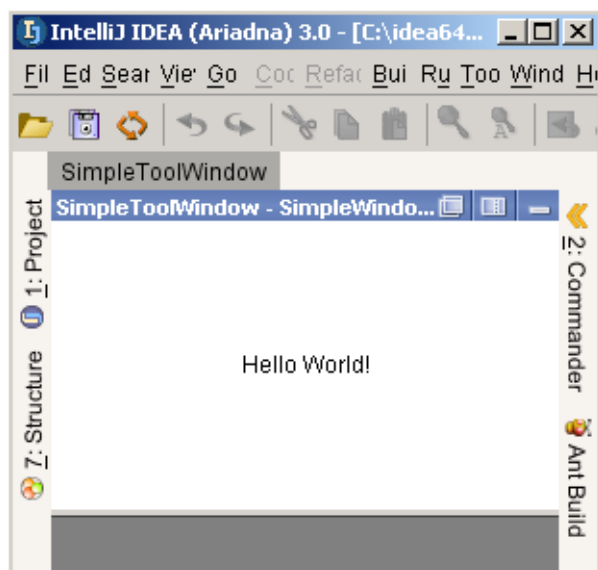 IntelliJ IDEA (Ariadna) 3.0 - [C:\idea64...
Fil Ed Sear Vie Go Coc Refac Bui Ru Too Wind H
SimpleToolWindow
SimpleToolWindow - SimpleWindo...
1: Project
7: Structure
Hello World!
2: Commander
Ant Build